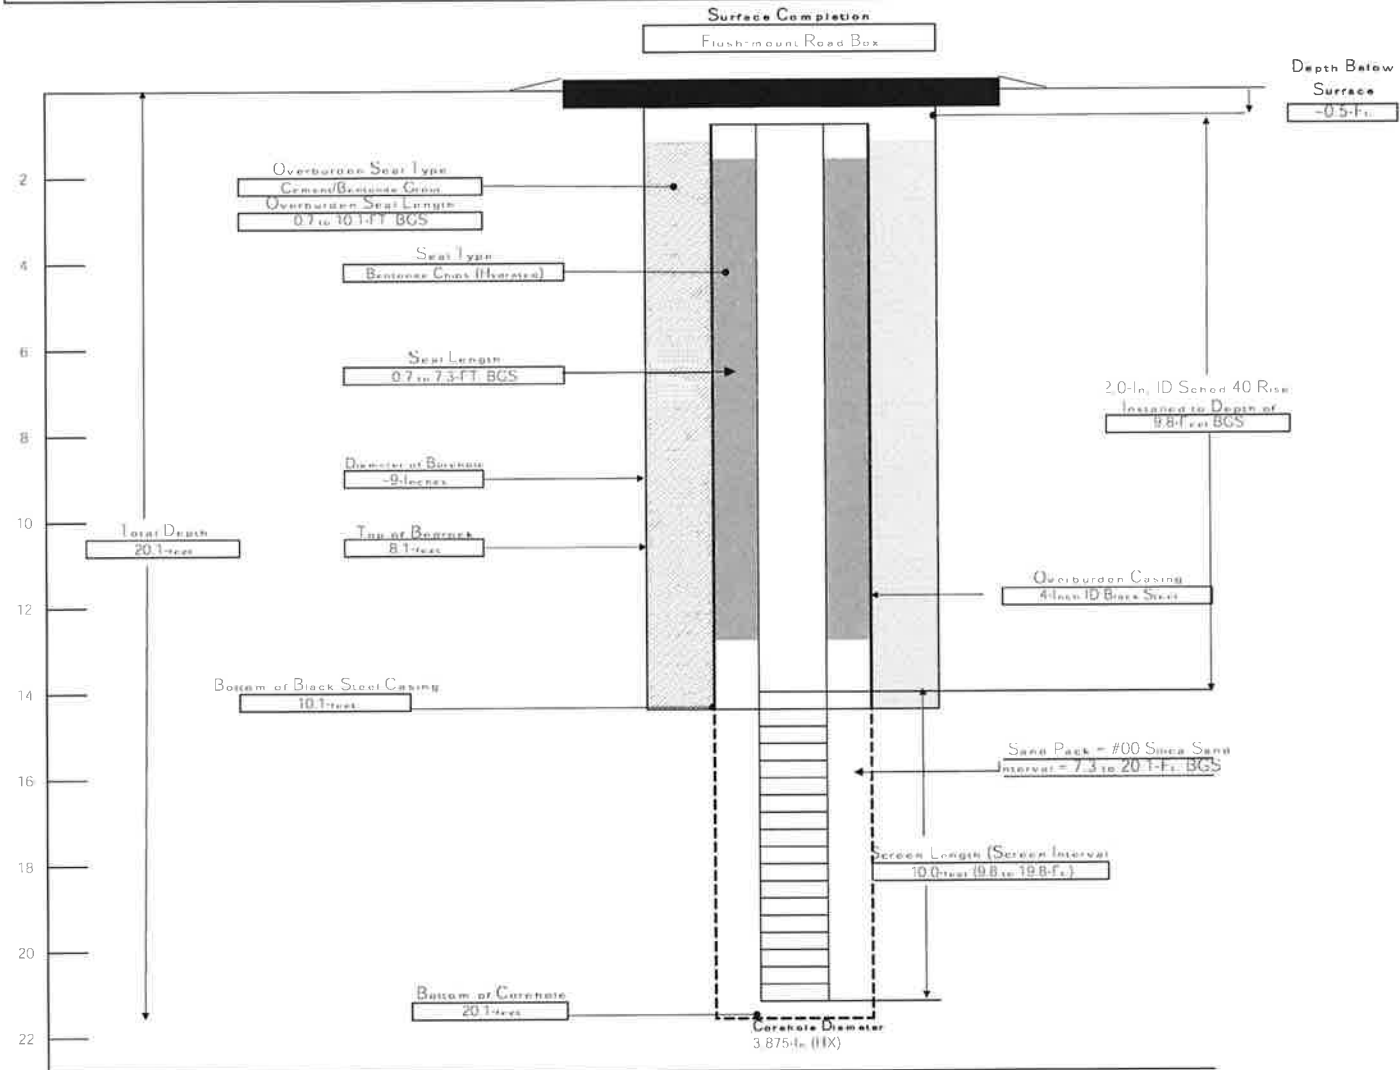 Surface Completion
Flush-mount Road Box
Depth Below
Surface
~0.5-Ft.
2
Overburden Seal Type
Cement/Bentonite Grout
Overburden Seal Length
0.7 to 10.1-FT. BGS
4
Seal Type
Bentonite Chips (Hydrated)
6
Seal Length
0.7 to 7.3-FT. BGS
2.0-In. ID Sched 40 Rise
Installed to Depth of
9.8-Feet BGS
8
Diameter of Borehole
~9-Inches
10
Total Depth
20.1-feet
Top of Bedrock
8.1-feet
12
Overburden Casing
4-Inch ID Black Steel
14
Bottom of Black Steel Casing
10.1-feet
Sand Pack = #00 Silica Sand
Interval = 7.3 to 20.1-Ft. BGS
16
18
Screen Length (Screen Interval
10.0-feet (9.8 to 19.8-Ft.)
20
Bottom of Corehole
20.1-feet
22
Corehole Diameter
3.875-In. (HX)